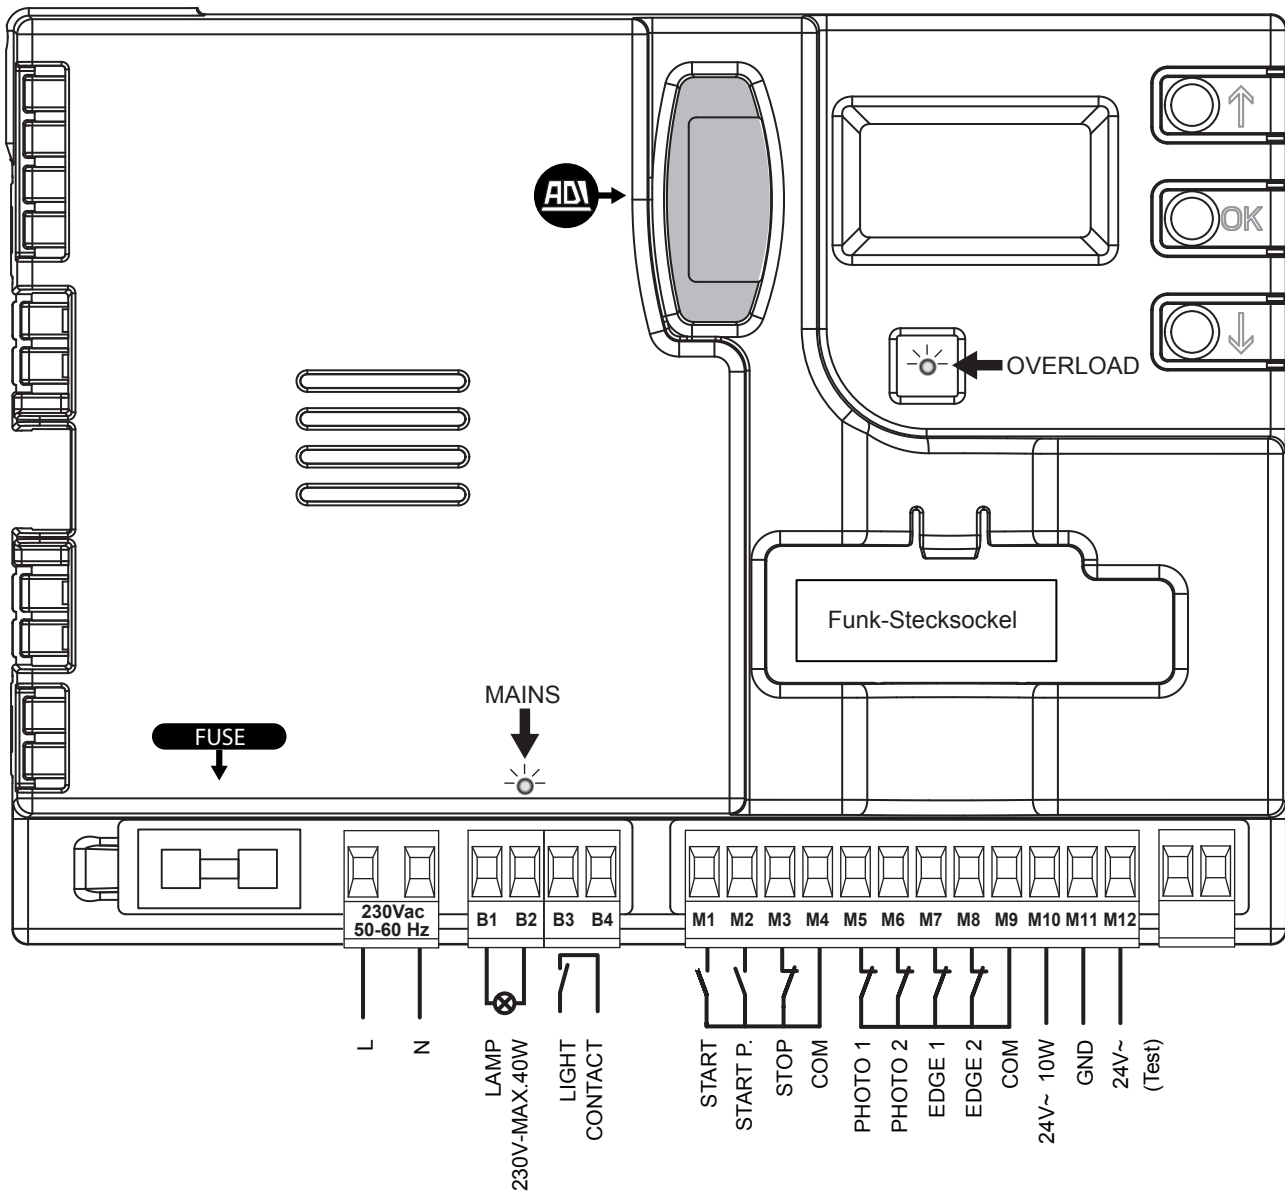 ADI
OK
OVERLOAD
Funk-Stecksockel
MAINS
FUSE
230Vac
50-60 Hz
B1 B2 B3 B4
M1 M2 M3 M4 M5 M6 M7 M8 M9 M10 M11 M12
L
N
LAMP
230V-MAX.40W
LIGHT
CONTACT
START
START P.
STOP
COM
PHOTO 1
PHOTO 2
EDGE 1
EDGE 2
COM
24V~ 10W
GND
24V~
(Test)